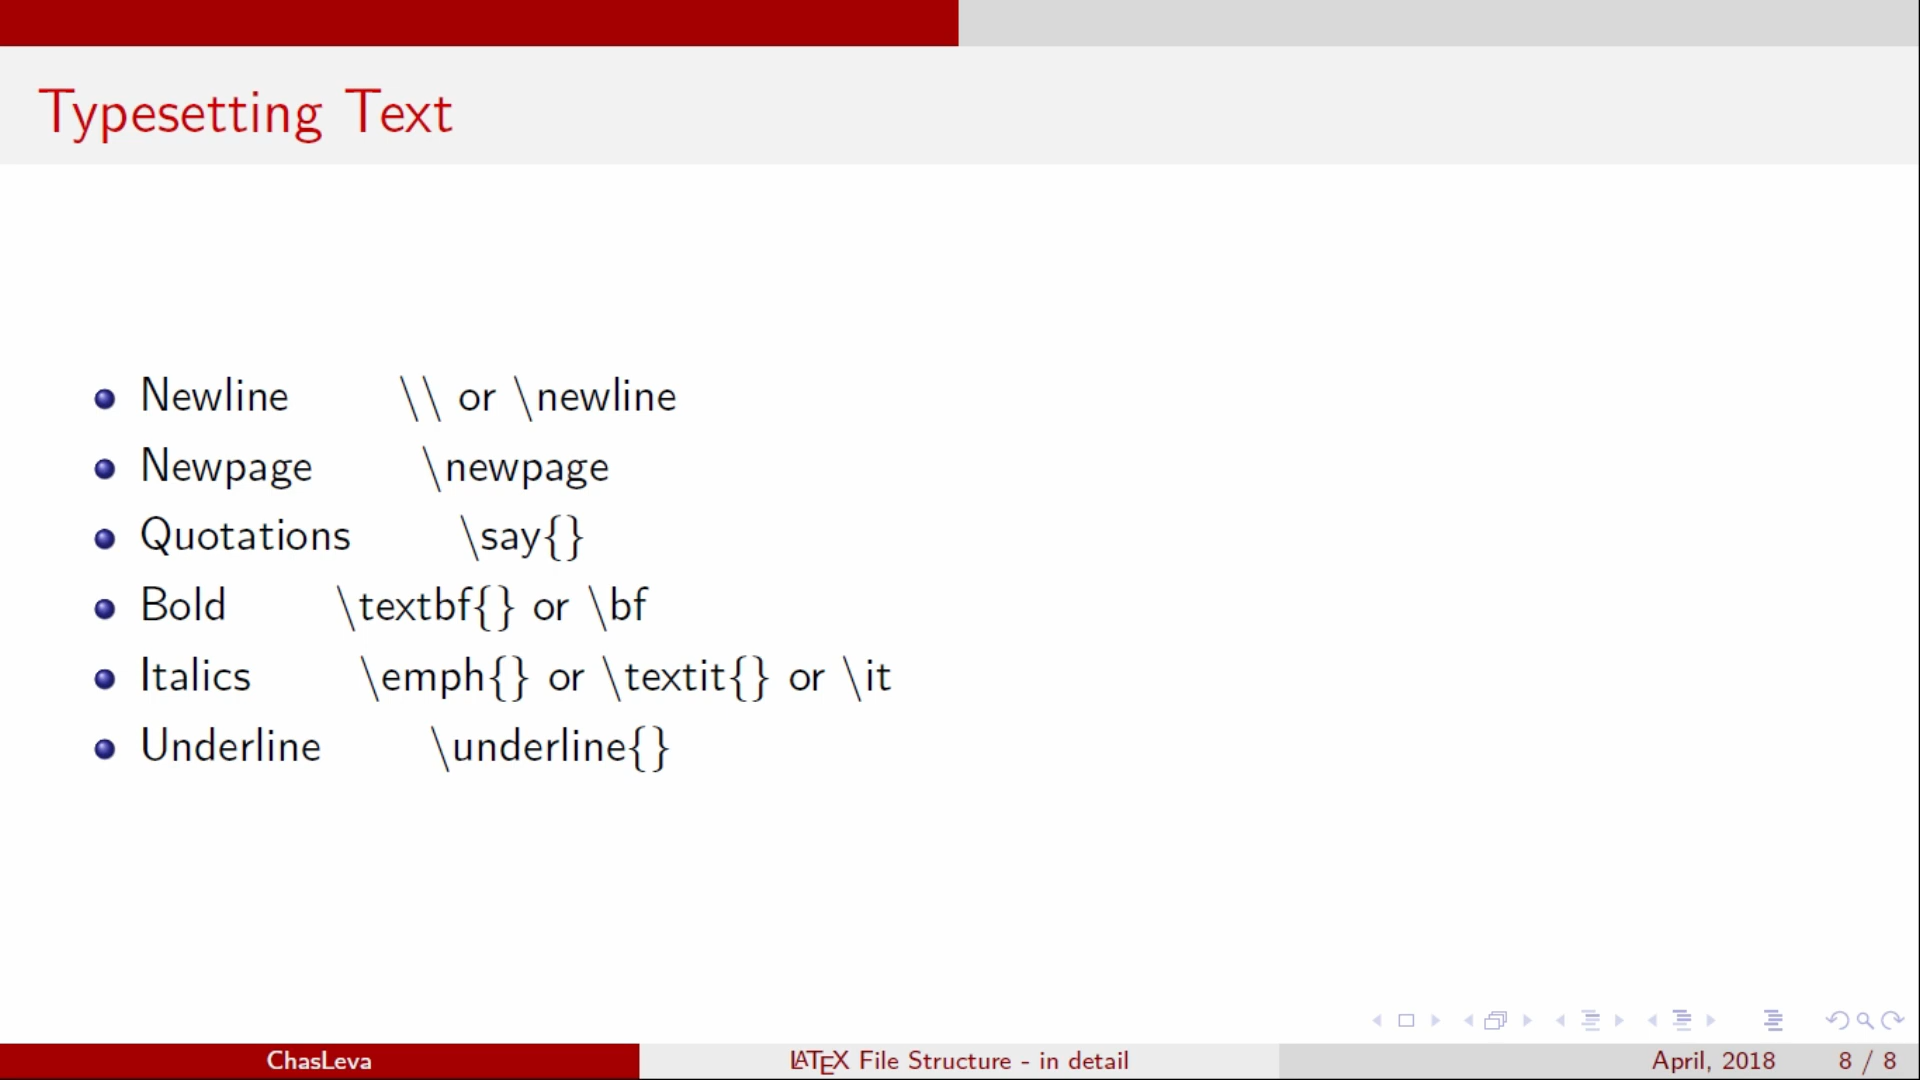 Typesetting Text
Newline \\ or \newline
Newpage \newpage
Quotations \say{}
Bold \textbf{} or \bf
Italics \emph{} or \textit{} or \it
Underline \underline{}
ChasLeva LATEX File Structure - in detail April, 2018 8 / 8